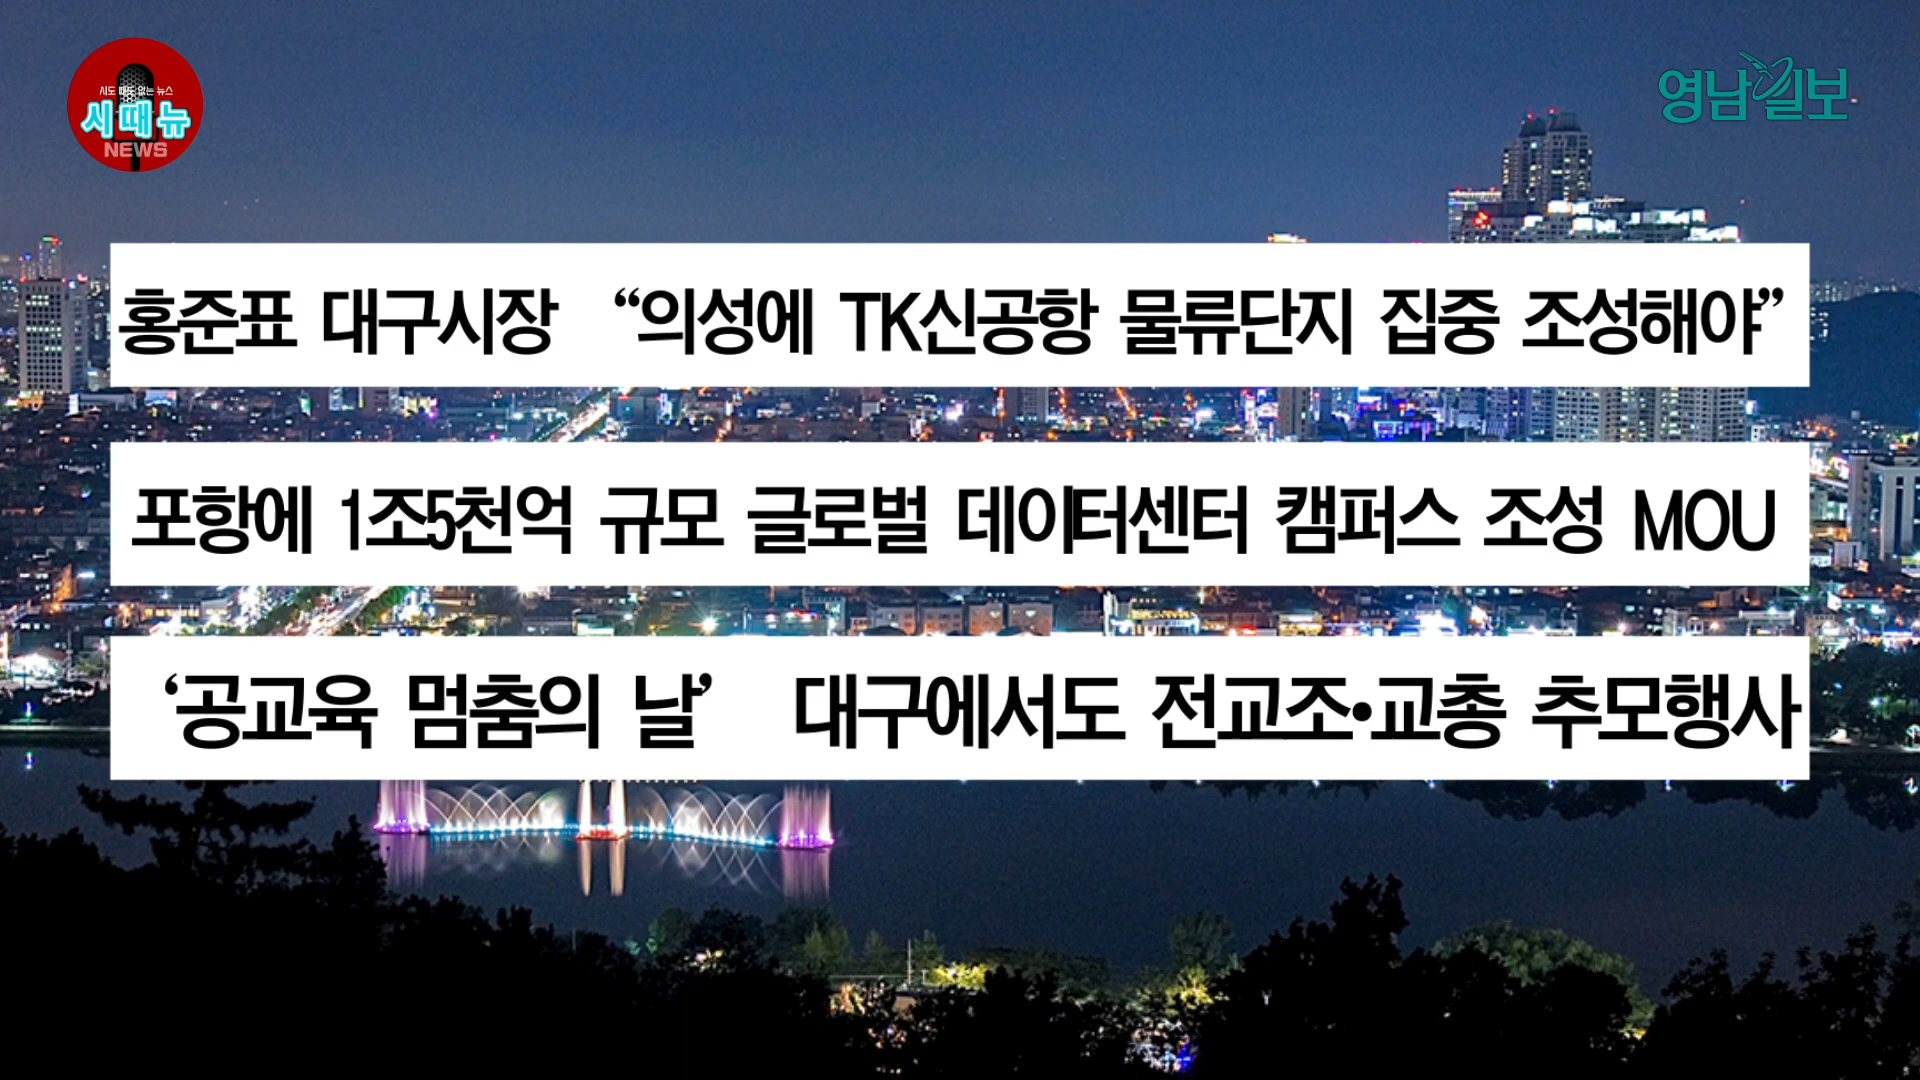 시도 때도 없는 뉴스
시때뉴
NEWS
영남일보
홍준표 대구시장 “의성에 TK신공항 물류단지 집중 조성해야”
포항에 1조5천억 규모 글로벌 데이터센터 캠퍼스 조성 MOU
‘공교육 멈춤의 날’ 대구에서도 전교조•교총 추모행사